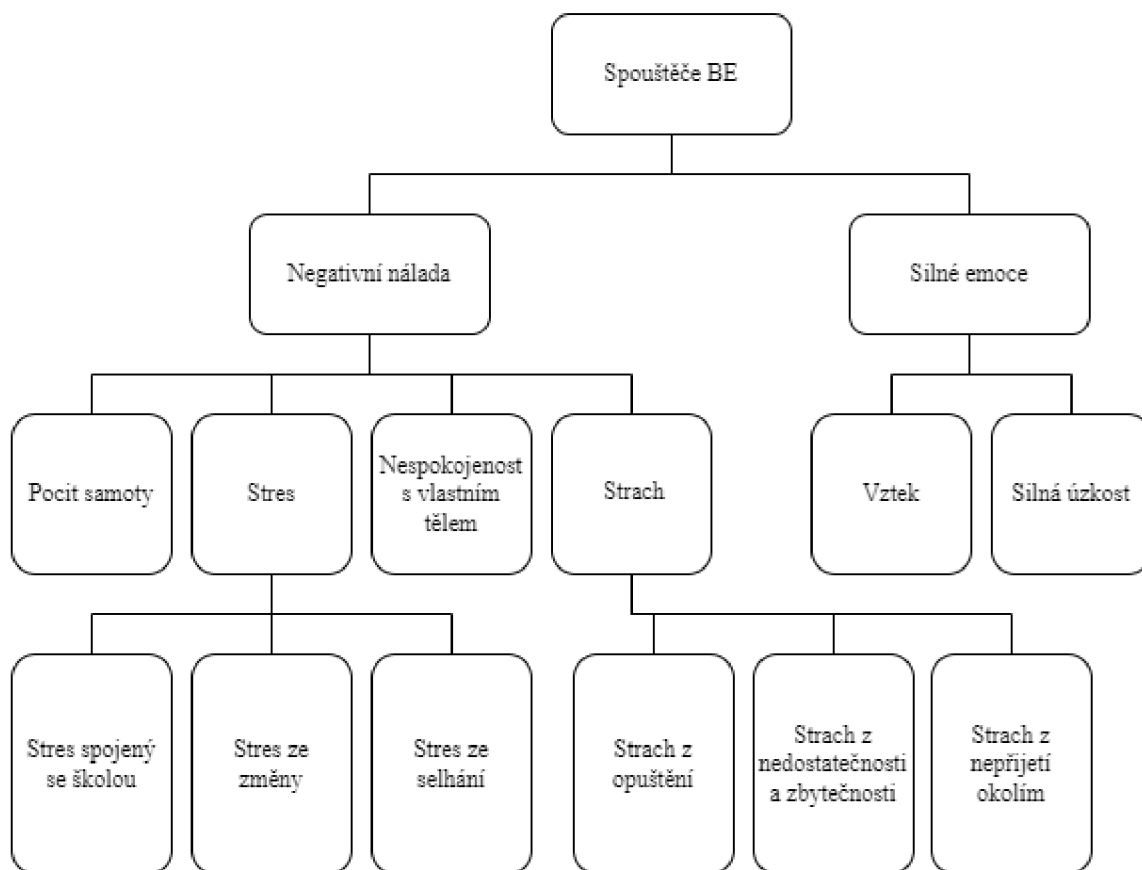 Spouštěče BE
Negativní nálada
Silné emoce
Pocit samoty
Stres
Nespokojenost
s vlastním
tělem
Strach
Vztek
Silná úzkost
Stres spojený
se školou
Stres ze
změny
Stres ze
selhání
Strach z
opuštění
Strach z
nedostatečnosti
a zbytečnosti
Strach z
nepřijetí
okolím